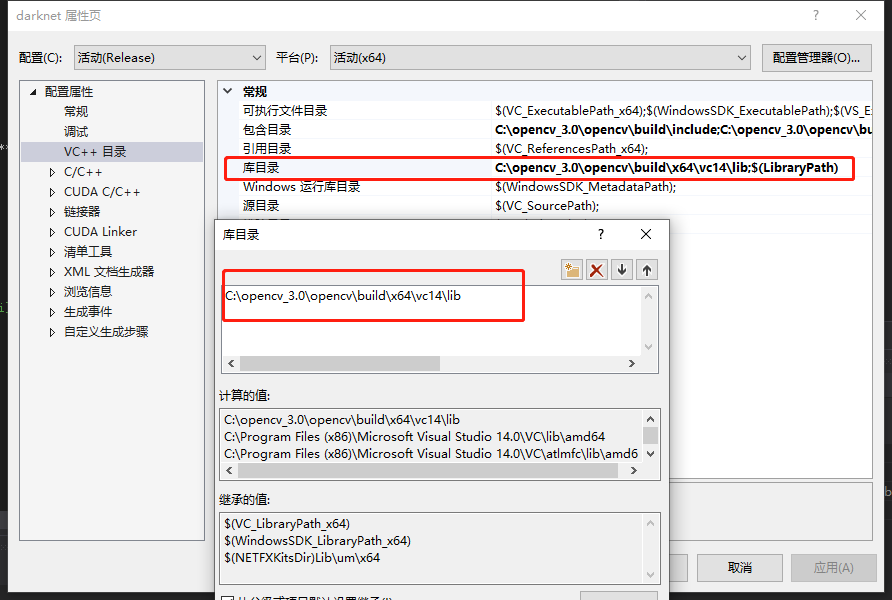 darknet 属性页
配置(C): 活动(Release) 平台(P): 活动(x64) 配置管理器(O)...
配置属性
常规
调试
VC++ 目录
C/C++
CUDA C/C++
链接器
CUDA Linker
清单工具
XML 文档生成器
浏览信息
生成事件
自定义生成步骤
常规
可执行文件目录 $(VC_ExecutablePath_x64);$(WindowsSDK_ExecutablePath);$(VS_E
包含目录 C:\opencv_3.0\opencv\build\include;C:\opencv_3.0\opencv\bu
引用目录 $(VC_ReferencesPath_x64);
库目录 C:\opencv_3.0\opencv\build\x64\vc14\lib;$(LibraryPath)
Windows 运行库目录 $(WindowsSDK_MetadataPath);
源目录 $(VC_SourcePath);
库目录
C:\opencv_3.0\opencv\build\x64\vc14\lib
计算的值:
C:\opencv_3.0\opencv\build\x64\vc14\lib
C:\Program Files (x86)\Microsoft Visual Studio 14.0\VC\lib\amd64
C:\Program Files (x86)\Microsoft Visual Studio 14.0\VC\atlmfc\lib\amd6
继承的值:
$(VC_LibraryPath_x64)
$(WindowsSDK_LibraryPath_x64)
$(NETFXKitsDir)Lib\um\x64
取消 应用(A)